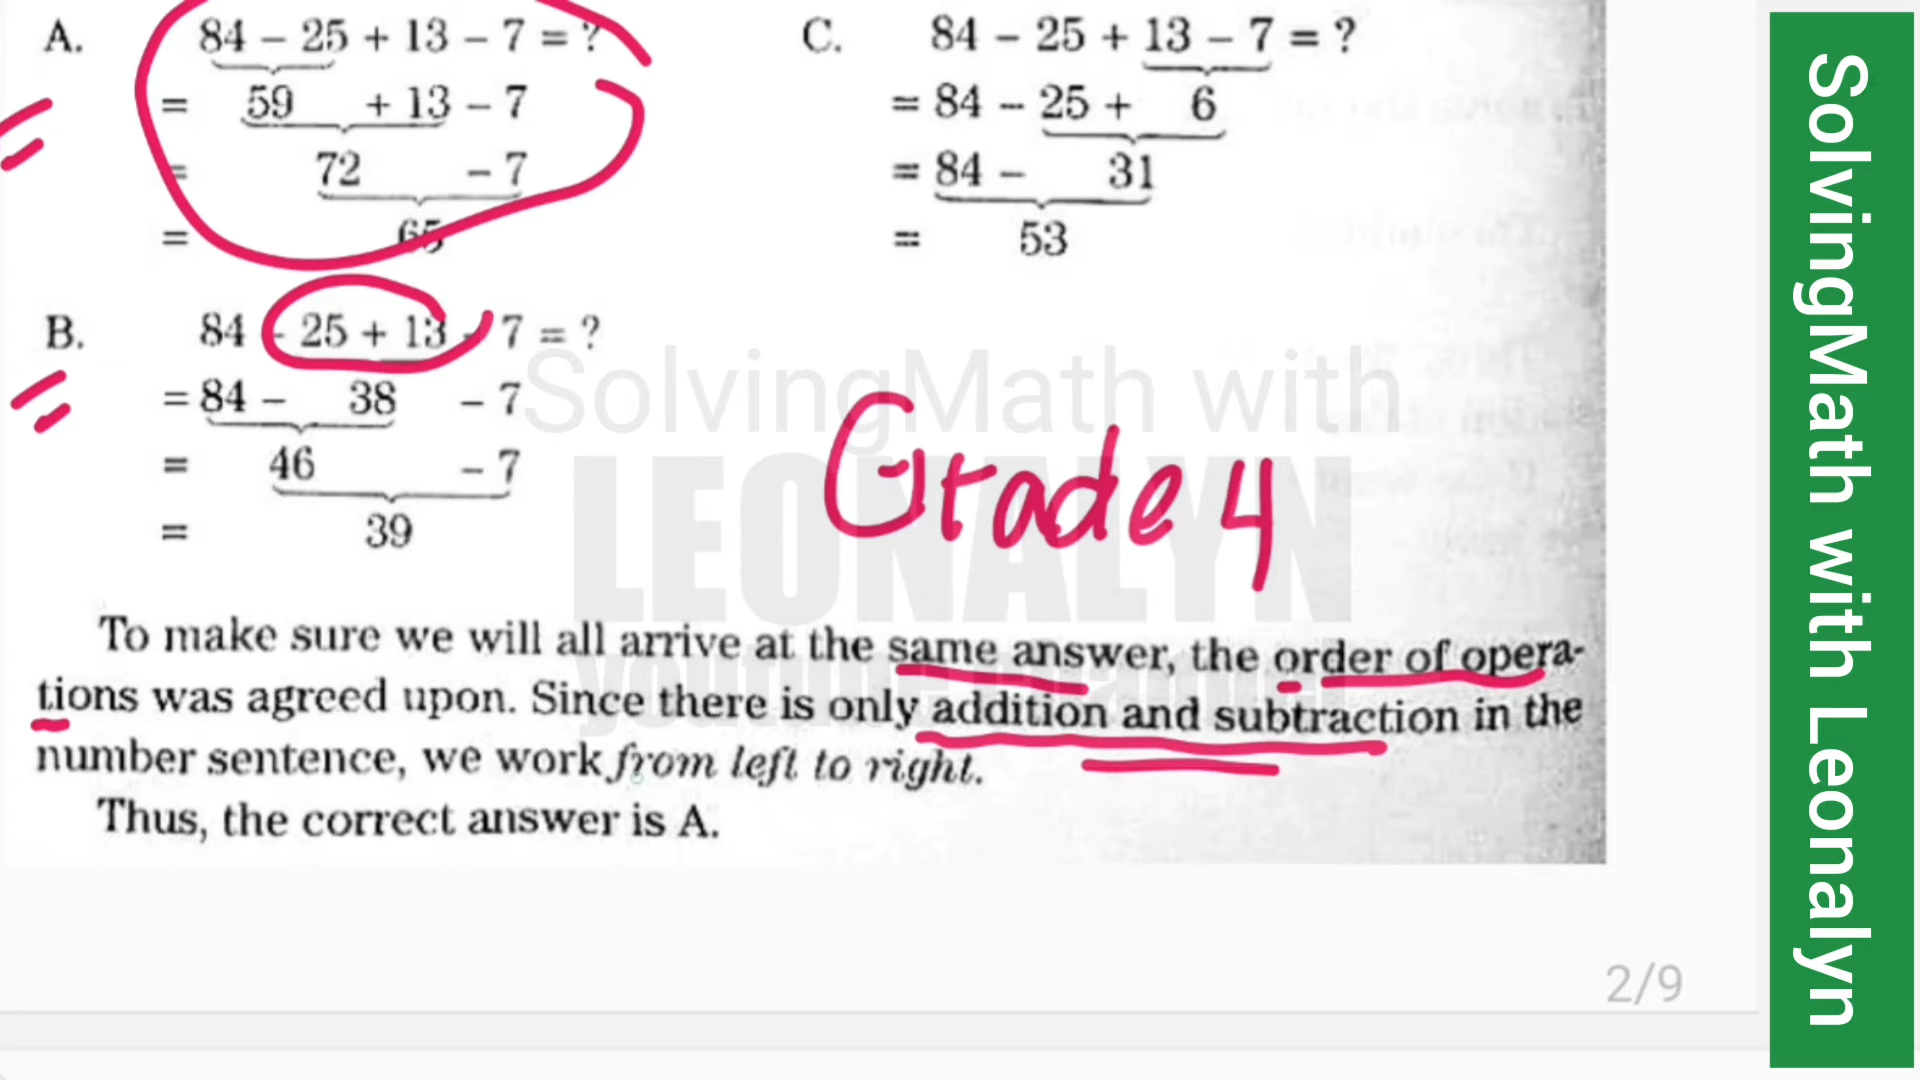 A. 84 – 25 + 13 – 7 = ?
= 59 + 13 – 7
= 72 – 7
= 65
B. 84 - 25 + 13 - 7 = ?
= 84 – 38 – 7
= 46 – 7
= 39
C. 84 – 25 + 13 – 7 = ?
= 84 – 25 + 6
= 84 – 31
= 53
Grade 4
SolvingMath with
LEONALYN
youtube channel
To make sure we will all arrive at the same answer, the order of opera-
tions was agreed upon. Since there is only addition and subtraction in the
number sentence, we work from left to right.
Thus, the correct answer is A.
2/9
SolvingMath with Leonalyn